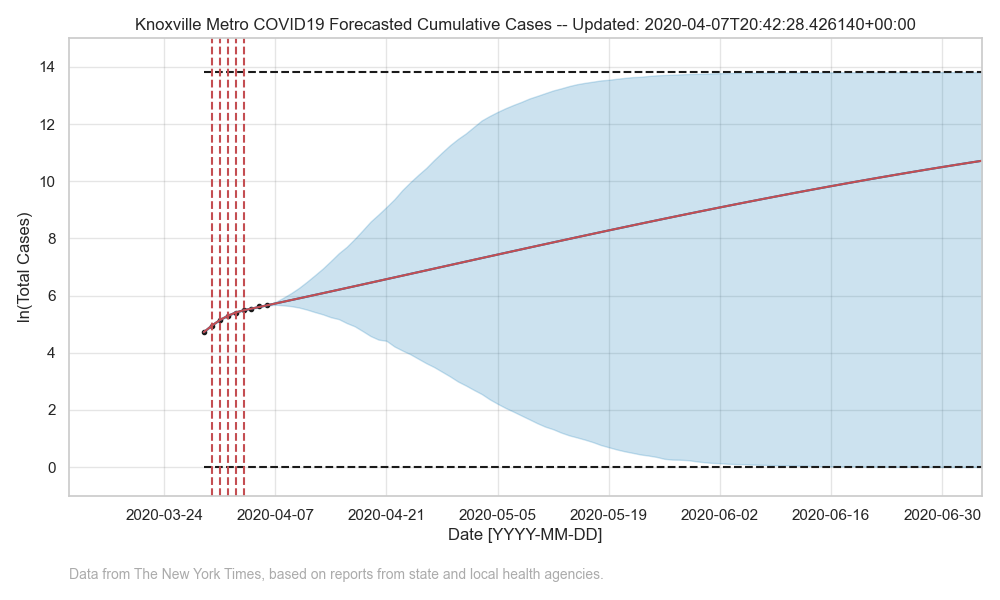 Knoxville Metro COVID19 Forecasted Cumulative Cases -- Updated: 2020-04-07T20:42:28.426140+00:00
ln(Total Cases)
14
12
10
8
6
4
2
0
2020-03-24 2020-04-07 2020-04-21 2020-05-05 2020-05-19 2020-06-02 2020-06-16 2020-06-30
Date [YYYY-MM-DD]
Data from The New York Times, based on reports from state and local health agencies.